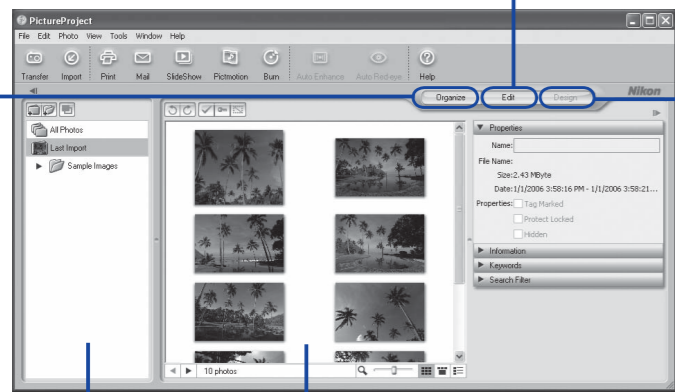 PictureProject
File Edit Photo View Tools Window Help
Transfer Import Print Mail SlideShow Pictmotion Burn Auto Enhance Auto Red-eye Help
Organize Edit Design Nikon
All Photos
Last Import
Sample Images
Properties
Name:
File Name:
Size:2.43 MByte
Date:1/1/2006 3:58:16 PM - 1/1/2006 3:58:21...
Properties: Tag Marked
Protect Locked
Hidden
Information
Keywords
Search Filter
10 photos